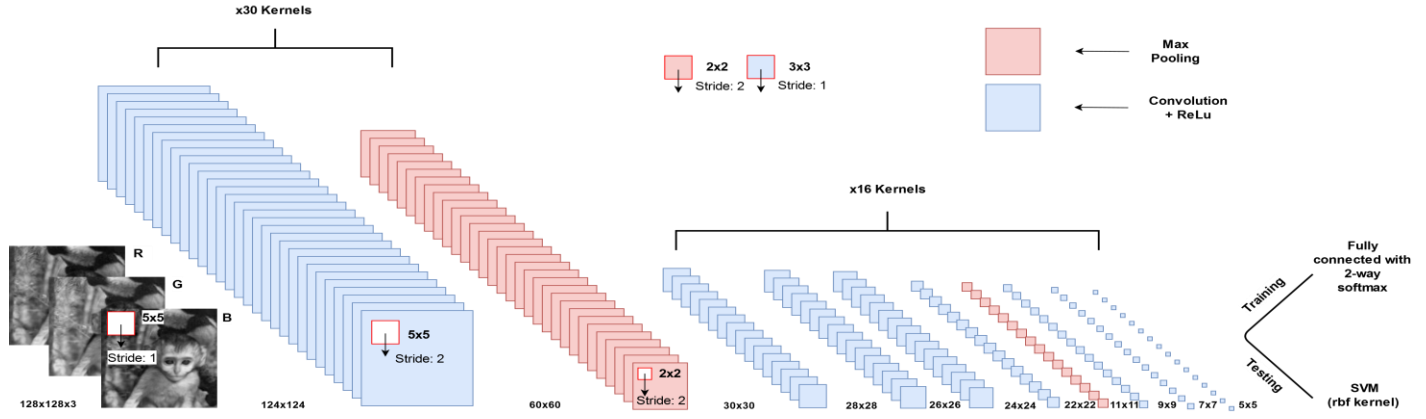 x30 Kernels
2x2
Stride: 2
3x3
Stride: 1
Max
Pooling
Convolution
+ ReLu
x16 Kernels
R
G
B
5x5
Stride: 1
5x5
Stride: 2
2x2
Stride: 2
Training
Testing
Fully
connected with
2-way
softmax
SVM
(rbf kernel)
128x128x3
124x124
60x60
30x30
28x28
26x26
24x24
22x22
11x11
9x9
7x7
5x5